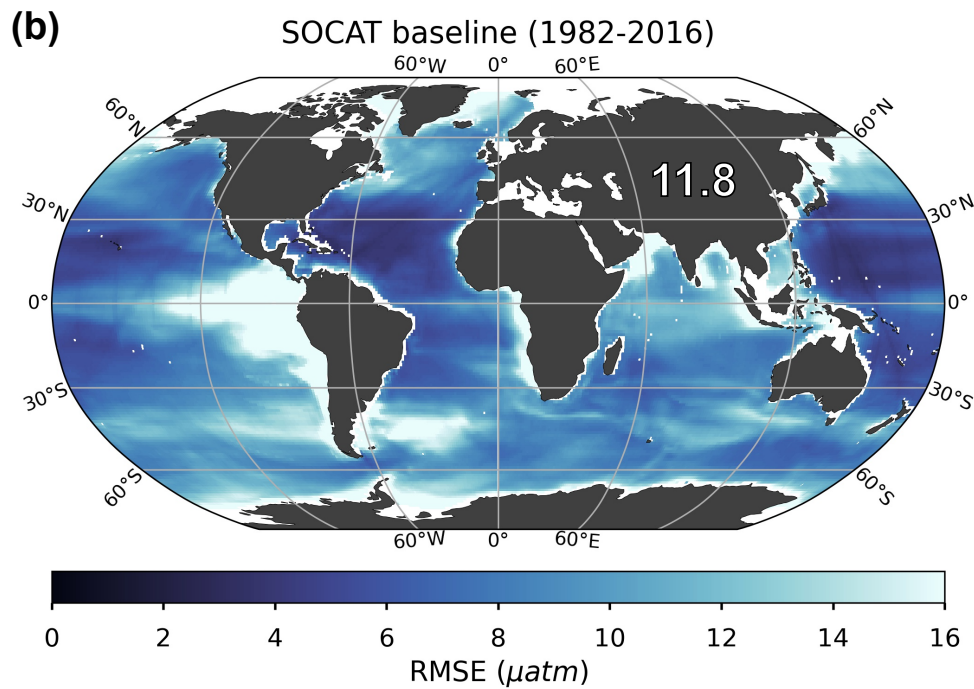 (b)
SOCAT baseline (1982-2016)
60°W 0° 60°E
60°N 60°N
11.8
30°N 30°N
0° 0°
30°S 30°S
60°S 60°S
60°W 0° 60°E
0 2 4 6 8 10 12 14 16
RMSE (μatm)